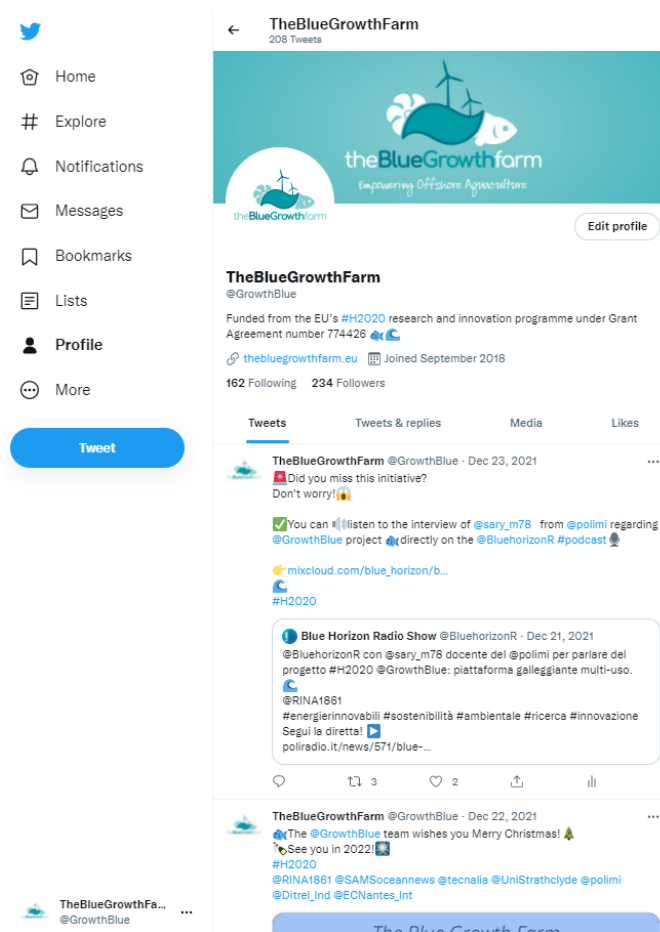 TheBlueGrowthFarm
208 Tweets
Home
Explore
Notifications
Messages
Bookmarks
Lists
Profile
More
Tweet
theBlueGrowthfarm
Empowering Offshore Aquaculture
theBlueGrowthfarm
Edit profile
TheBlueGrowthFarm
@GrowthBlue
Funded from the EU's #H2020 research and innovation programme under Grant
Agreement number 774426 🐟🌊
thebluegrowthfarm.eu Joined September 2018
162 Following 234 Followers
Tweets Tweets & replies Media Likes
TheBlueGrowthFarm @GrowthBlue · Dec 23, 2021 ...
🚨Did you miss this initiative?
Don't worry!😱
✅You can 🔊listen to the interview of @sary_m78 from @polimi regarding
@GrowthBlue project 🐟directly on the @BluehorizonR #podcast🎙
👉mixcloud.com/blue_horizon/b...
🌊
#H2020
Blue Horizon Radio Show @BluehorizonR · Dec 21, 2021
@BluehorizonR con @sary_m78 docente del @polimi per parlare del
progetto #H2020 @GrowthBlue: piattaforma galleggiante multi-uso.
🌊
@RINA1861
#energierinnovabili #sostenibilità #ambientale #ricerca #innovazione
Segui la diretta! ▶
poliradio.it/news/571/blue-...
3 2
TheBlueGrowthFarm @GrowthBlue · Dec 22, 2021 ...
🐟The @GrowthBlue team wishes you Merry Christmas! 🎄
🍾See you in 2022!🎆
#H2020
@RINA1861 @SAMSoceannews @tecnalia @UniStrathclyde @polimi
@Ditrel_Ind @ECNantes_Int
The Blue Growth Farm
TheBlueGrowthFa... ...
@GrowthBlue